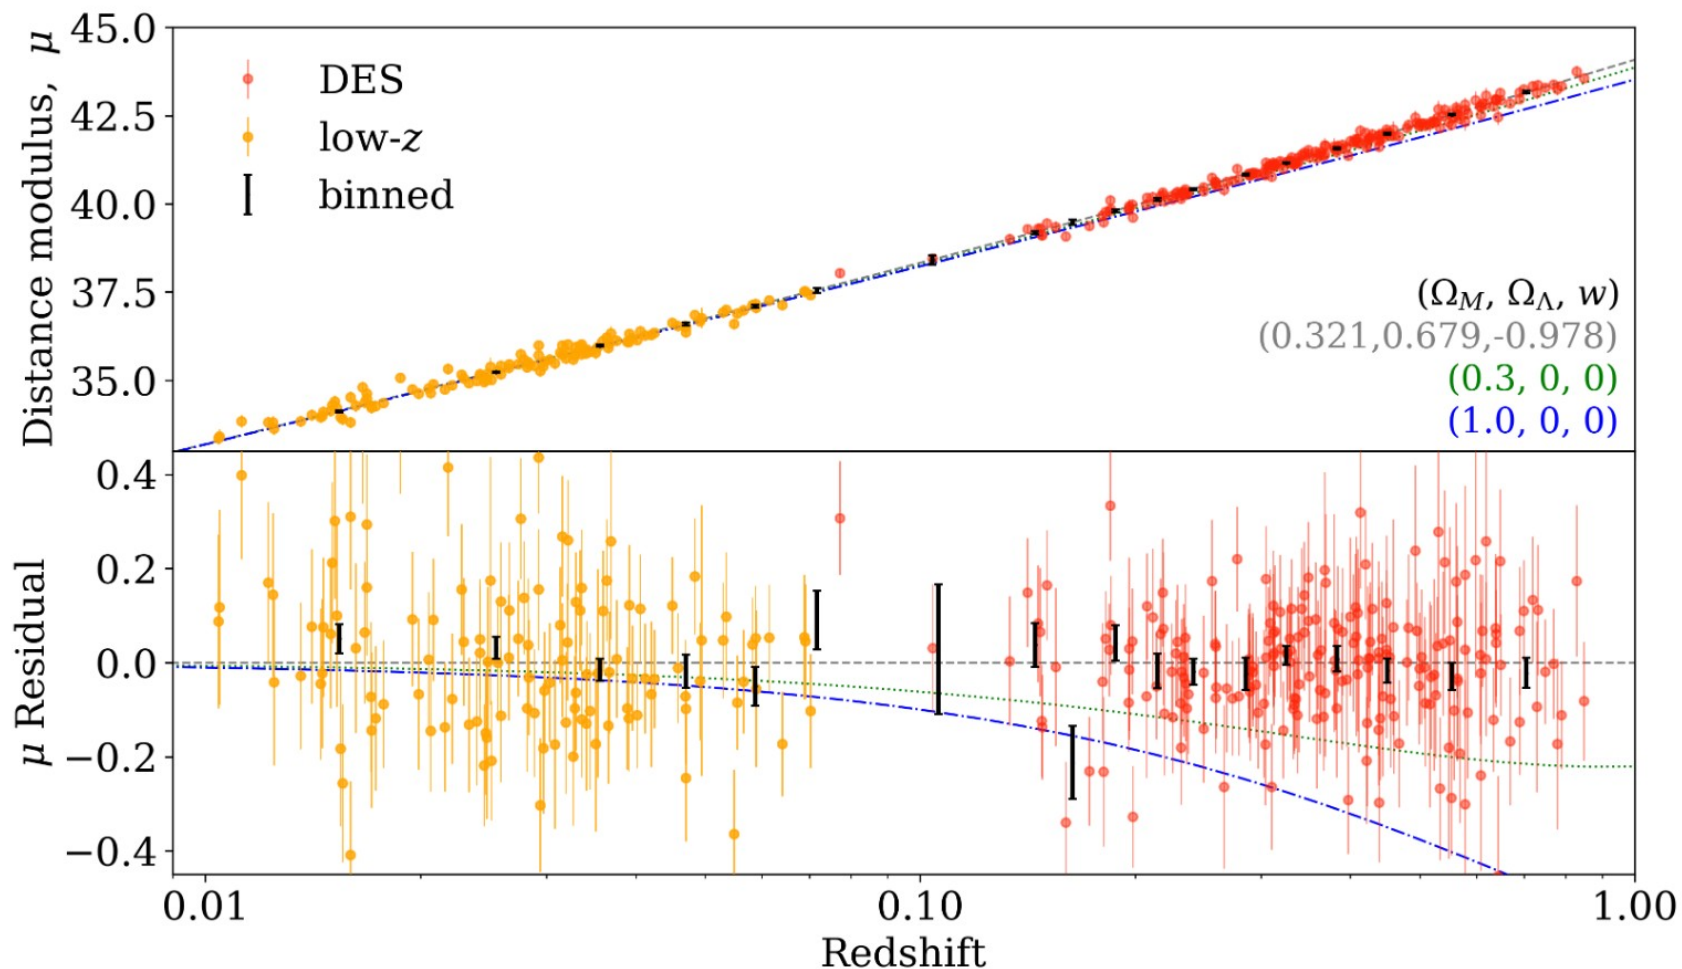 45.0
42.5
40.0
37.5
35.0
Distance modulus, μ
DES
low-z
binned
(Ω_M, Ω_Λ, w)
(0.321,0.679,-0.978)
(0.3, 0, 0)
(1.0, 0, 0)
0.4
0.2
0.0
−0.2
−0.4
μ Residual
0.01 0.10 1.00
Redshift